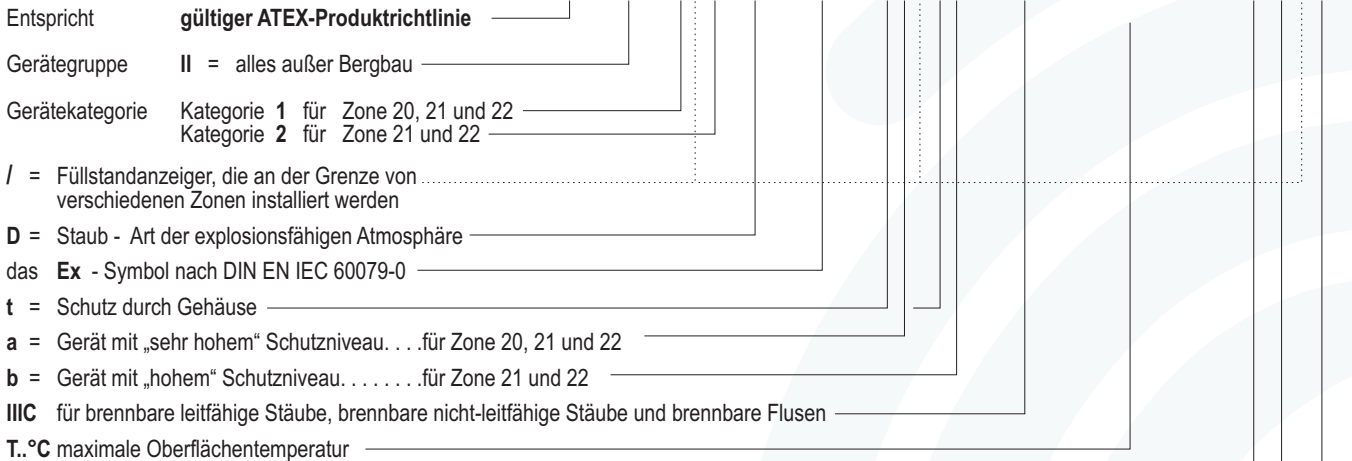 Entspricht gültiger ATEX-Produktrichtlinie
Gerätegruppe II = alles außer Bergbau
Gerätekategorie Kategorie 1 für Zone 20, 21 und 22
Kategorie 2 für Zone 21 und 22
/ = Füllstandanzeiger, die an der Grenze von
verschiedenen Zonen installiert werden
D = Staub - Art der explosionsfähigen Atmosphäre
das Ex - Symbol nach DIN EN IEC 60079-0
t = Schutz durch Gehäuse
a = Gerät mit „sehr hohem“ Schutzniveau. . . .für Zone 20, 21 und 22
b = Gerät mit „hohem“ Schutzniveau. . . . . . . .für Zone 21 und 22
IIIC für brennbare leitfähige Stäube, brennbare nicht-leitfähige Stäube und brennbare Flusen
T..°C maximale Oberflächentemperatur